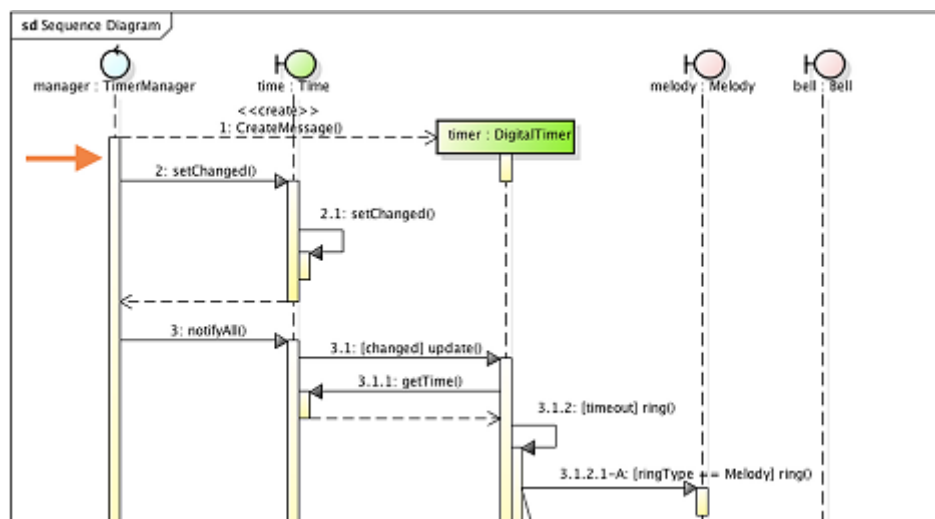 sd Sequence Diagram
manager : TimerManager
time : Time
melody : Melody
bell : Bell
<<create>>
1: CreateMessage()
timer : DigitalTimer
2: setChanged()
2.1: setChanged()
3: notifyAll()
3.1: [changed] update()
3.1.1: getTime()
3.1.2: [timeout] ring()
3.1.2.1-A: [ringType == Melody] ring()